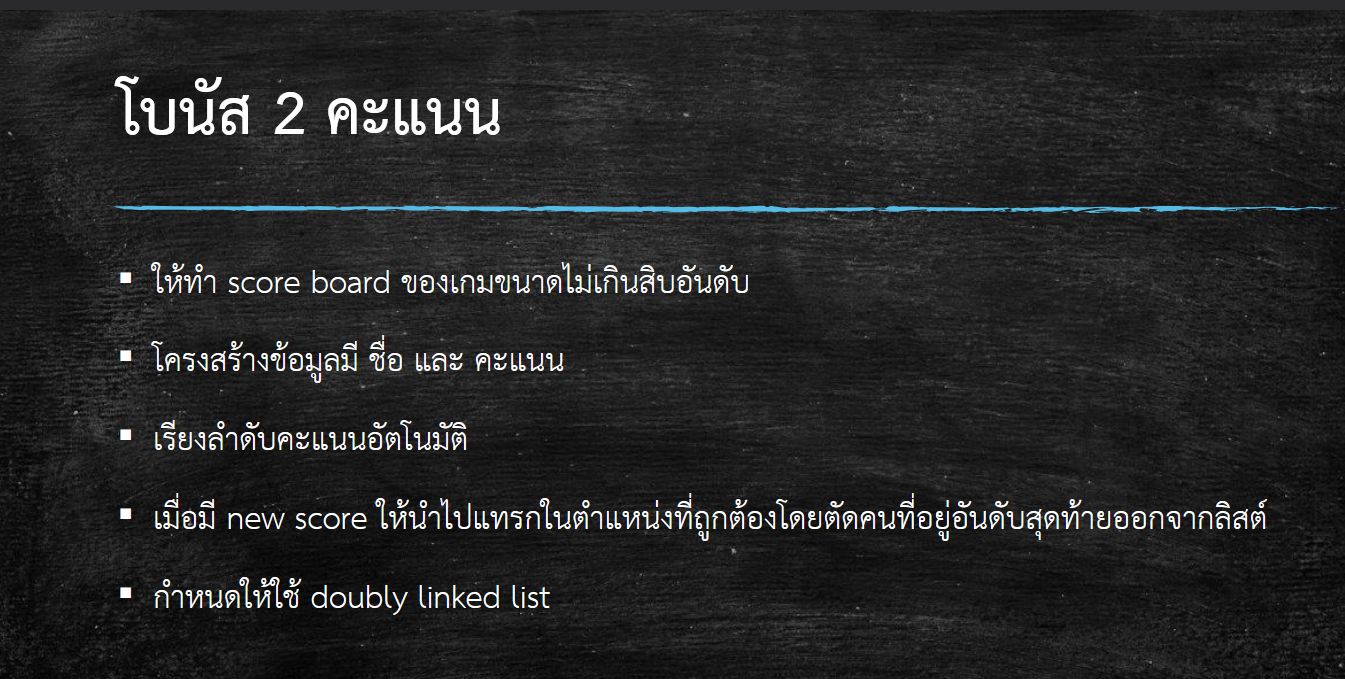 โบนัส 2 คะแนน
▪ ให้ทำ score board ของเกมขนาดไม่เกินสิบอันดับ
▪ โครงสร้างข้อมูลมี ชื่อ และ คะแนน
▪ เรียงลำดับคะแนนอัตโนมัติ
▪ เมื่อมี new score ให้นำไปแทรกในตำแหน่งที่ถูกต้องโดยตัดคนที่อยู่อันดับสุดท้ายออกจากลิสต์
▪ กำหนดให้ใช้ doubly linked list